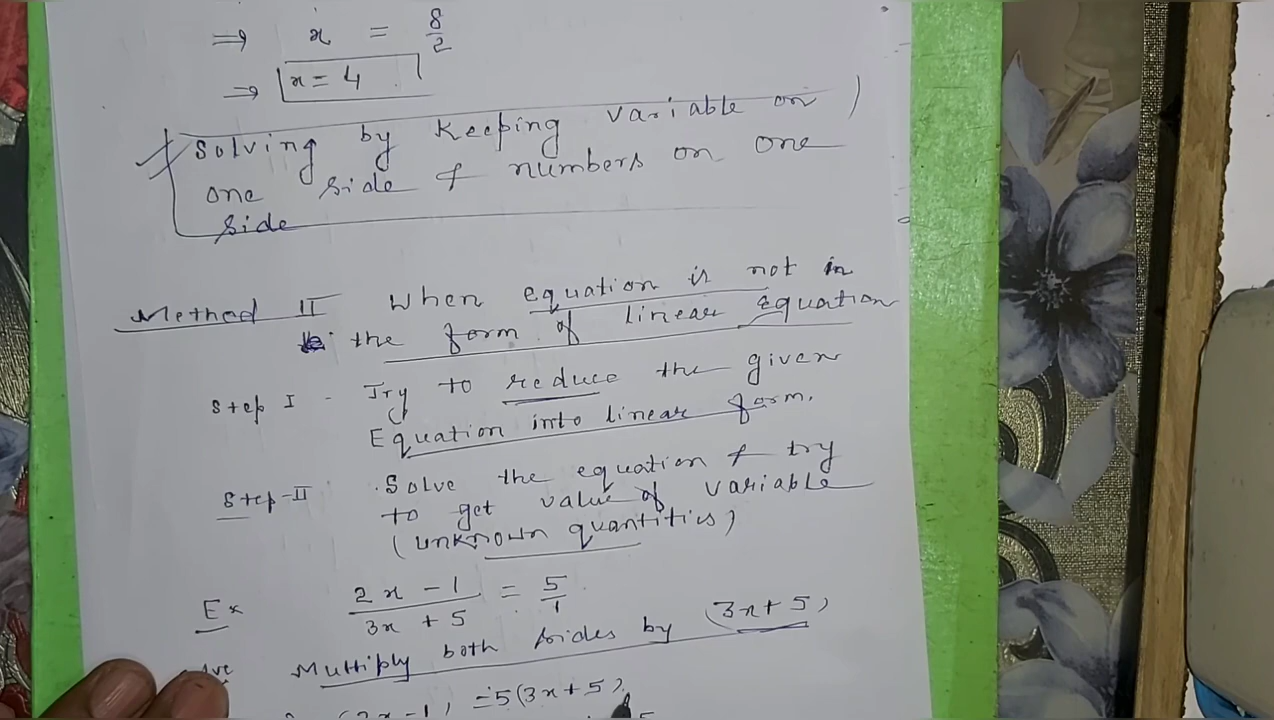 ⇒ x = 8/2
⇒ x = 4
Solving by Keeping variable on
one side & numbers on one
side
Method II When equation is not in
the form of linear Equation
Step I - Try to reduce the given
Equation into linear form.
Step-II Solve the equation & try
to get value of variable
(unknown quantities)
Ex (2x - 1)/(3x + 5) = 5/1
Multiply both sides by (3x+5)
(2x-1) = 5(3x+5)